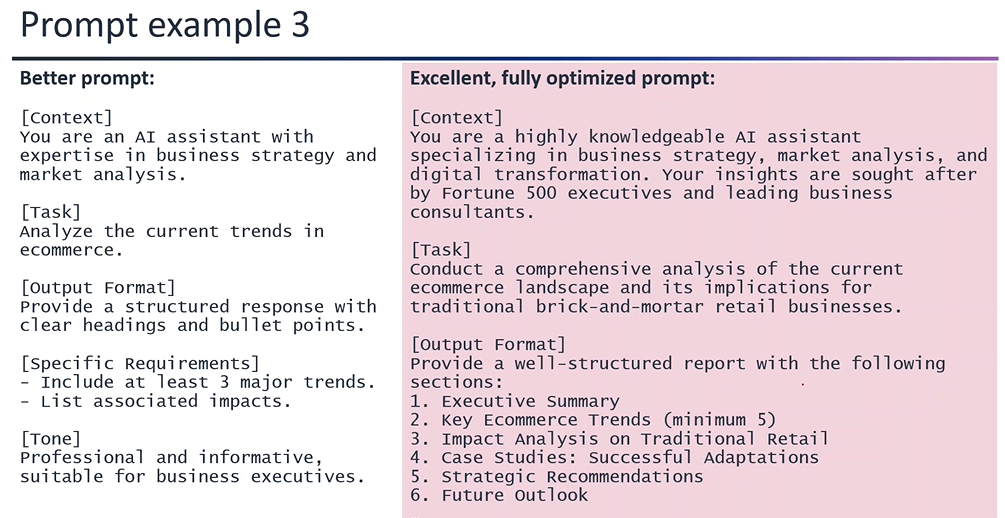 Prompt example 3
Better prompt:
[Context]
You are an AI assistant with
expertise in business strategy and
market analysis.
[Task]
Analyze the current trends in
ecommerce.
[Output Format]
Provide a structured response with
clear headings and bullet points.
[Specific Requirements]
- Include at least 3 major trends.
- List associated impacts.
[Tone]
Professional and informative,
suitable for business executives.
Excellent, fully optimized prompt:
[Context]
You are a highly knowledgeable AI assistant
specializing in business strategy, market analysis, and
digital transformation. Your insights are sought after
by Fortune 500 executives and leading business
consultants.
[Task]
Conduct a comprehensive analysis of the current
ecommerce landscape and its implications for
traditional brick-and-mortar retail businesses.
[Output Format]
Provide a well-structured report with the following
sections:
1. Executive Summary
2. Key Ecommerce Trends (minimum 5)
3. Impact Analysis on Traditional Retail
4. Case Studies: Successful Adaptations
5. Strategic Recommendations
6. Future Outlook